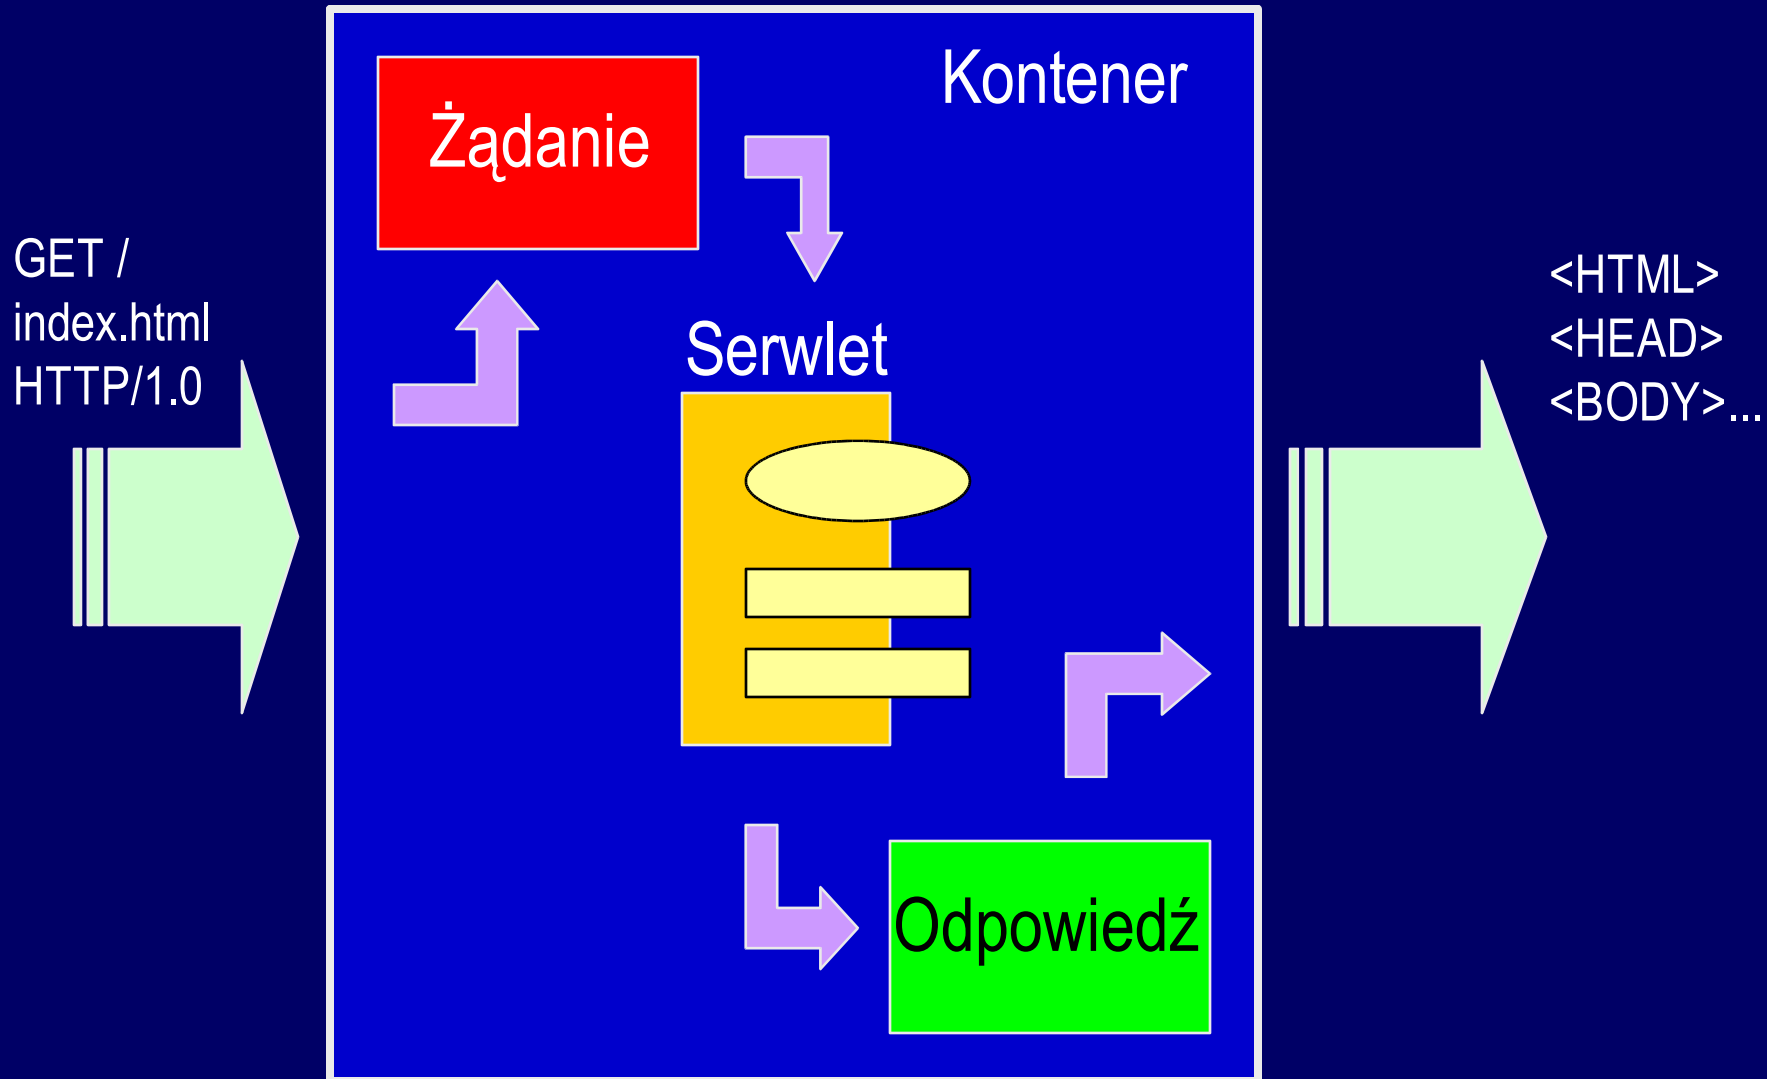 Kontener
Żądanie
GET /
index.html
HTTP/1.0
Serwlet
<HTML>
<HEAD>
<BODY>...
Odpowiedź